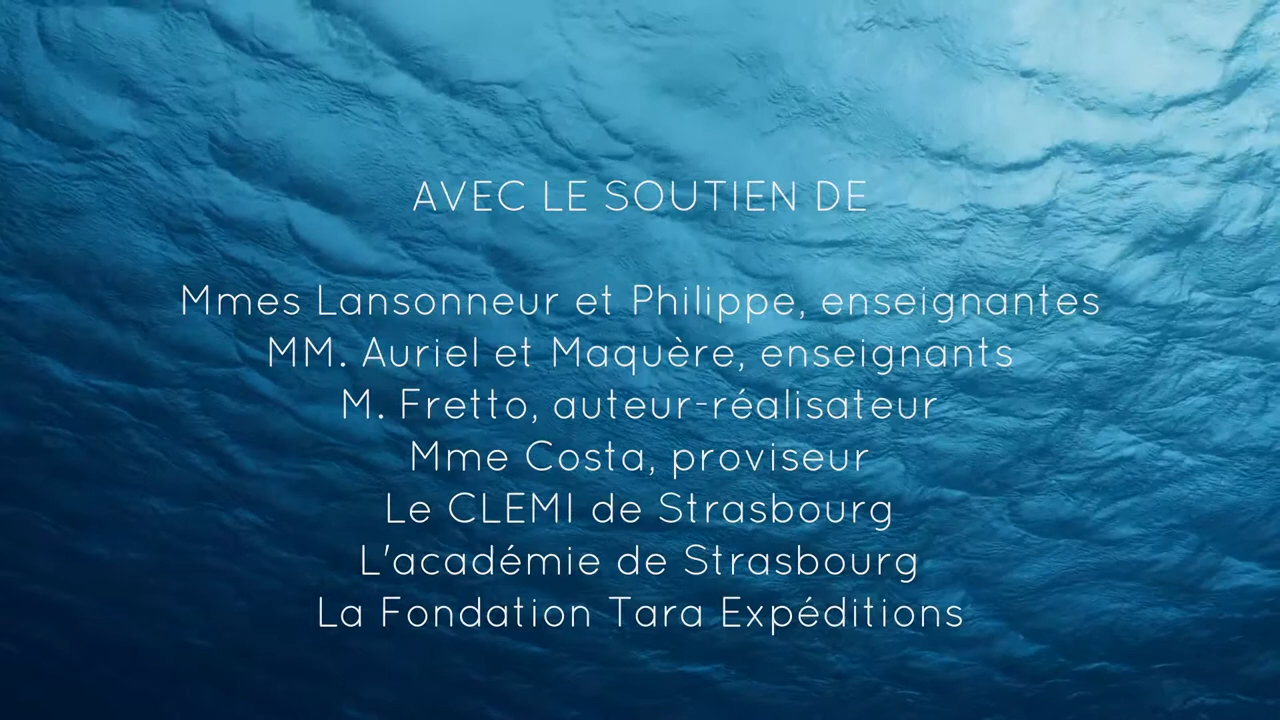 AVEC LE SOUTIEN DE
Mmes Lansonneur et Philippe, enseignantes
MM. Auriel et Maquère, enseignants
M. Fretto, auteur-réalisateur
Mme Costa, proviseur
Le CLEMI de Strasbourg
L'académie de Strasbourg
La Fondation Tara Expéditions